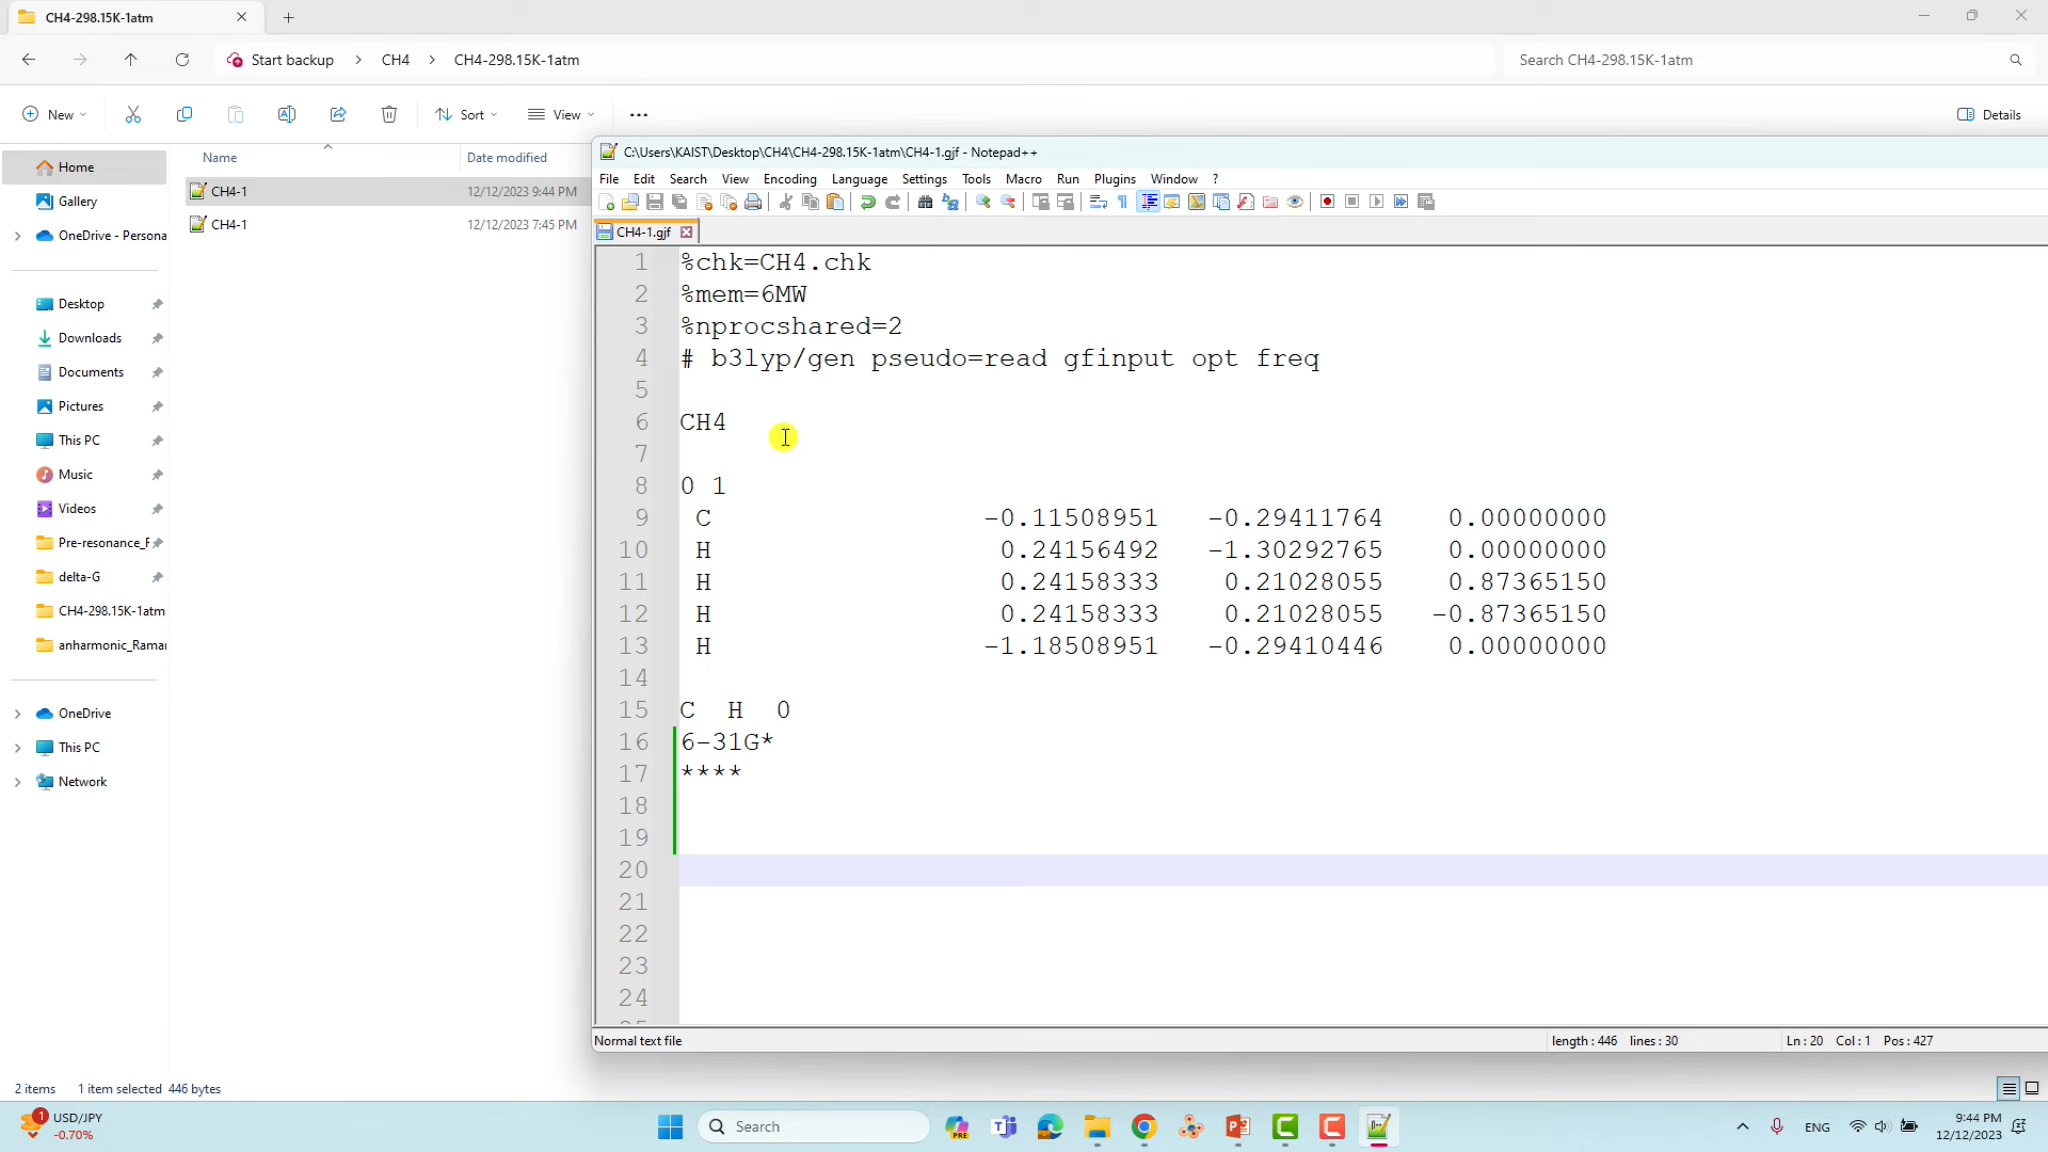 CH4-298.15K-1atm
Start backup > CH4 > CH4-298.15K-1atm
Search CH4-298.15K-1atm
New
Sort
View
Details
Home
Gallery
OneDrive - Persona
Desktop
Downloads
Documents
Pictures
This PC
Music
Videos
Pre-resonance_F
delta-G
CH4-298.15K-1atm
anharmonic_Rama
OneDrive
This PC
Network
Name Date modified
CH4-1 12/12/2023 9:44 PM
CH4-1 12/12/2023 7:45 PM
C:\Users\KAIST\Desktop\CH4\CH4-298.15K-1atm\CH4-1.gjf - Notepad++
File Edit Search View Encoding Language Settings Tools Macro Run Plugins Window ?
CH4-1.gjf
1 %chk=CH4.chk
2 %mem=6MW
3 %nprocshared=2
4 # b3lyp/gen pseudo=read gfinput opt freq
5
6 CH4
7
8 0 1
9 C -0.11508951 -0.29411764 0.00000000
10 H 0.24156492 -1.30292765 0.00000000
11 H 0.24158333 0.21028055 0.87365150
12 H 0.24158333 0.21028055 -0.87365150
13 H -1.18508951 -0.29410446 0.00000000
14
15 C H 0
16 6-31G*
17 ****
18
19
20
21
22
23
24
Normal text file length : 446 lines : 30 Ln : 20 Col : 1 Pos : 427
2 items 1 item selected 446 bytes
1
USD/JPY
-0.70%
Search
PRE
ENG
9:44 PM
12/12/2023